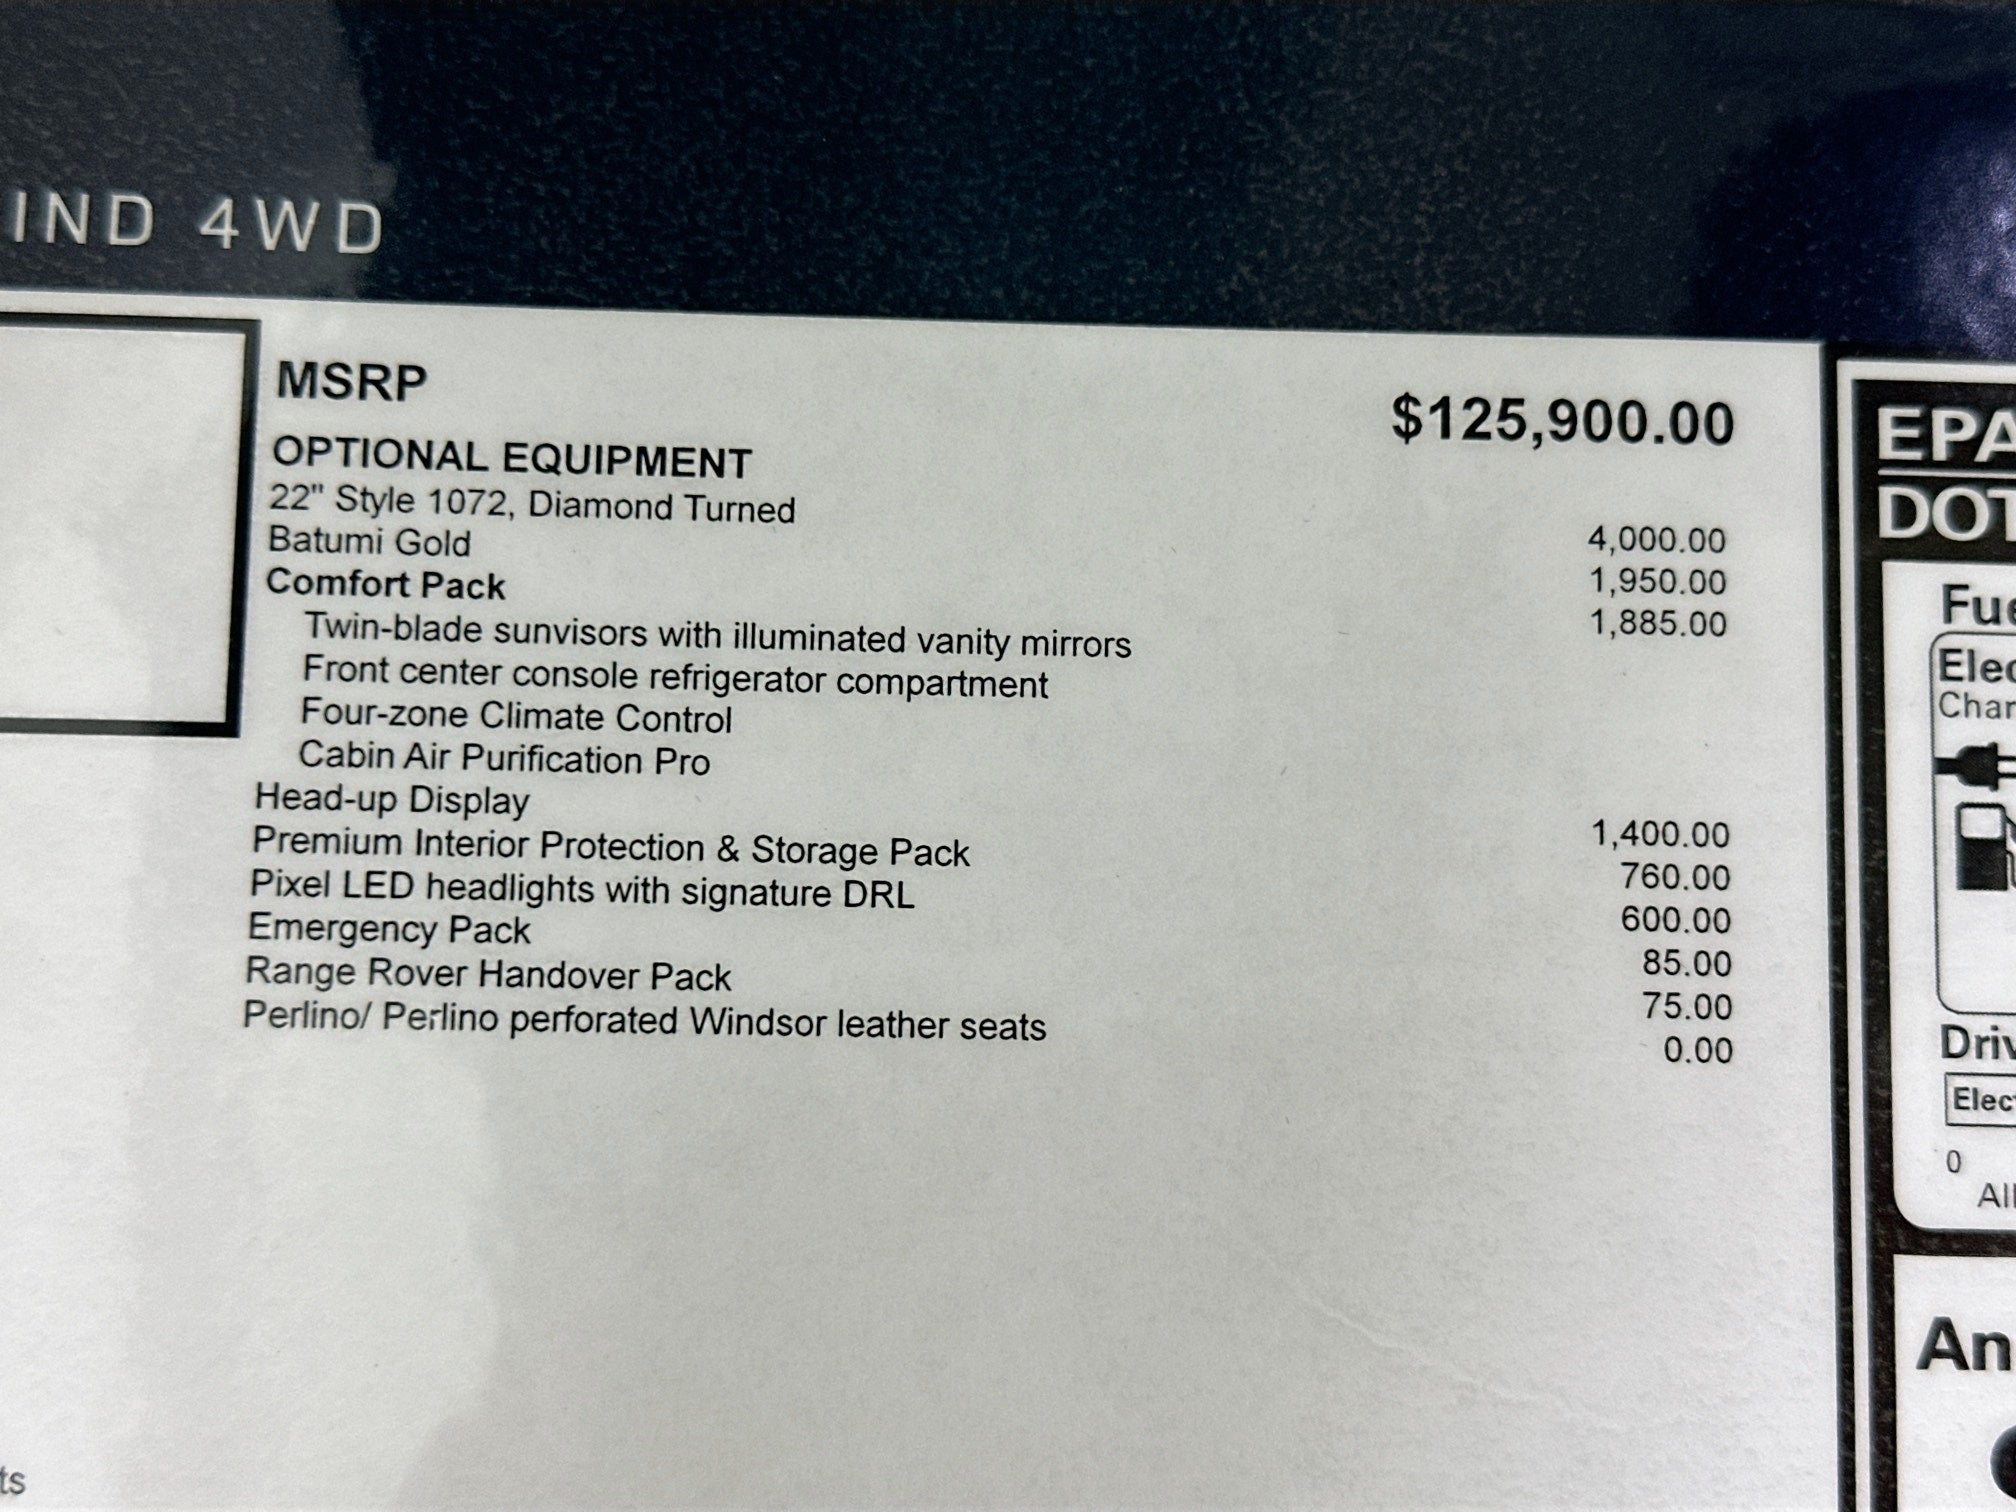 IND 4WD
MSRP $125,900.00
OPTIONAL EQUIPMENT
22" Style 1072, Diamond Turned 4,000.00
Batumi Gold 1,950.00
Comfort Pack 1,885.00
Twin-blade sunvisors with illuminated vanity mirrors
Front center console refrigerator compartment
Four-zone Climate Control
Cabin Air Purification Pro
Head-up Display 1,400.00
Premium Interior Protection & Storage Pack 760.00
Pixel LED headlights with signature DRL 600.00
Emergency Pack 85.00
Range Rover Handover Pack 75.00
Perlino/ Perlino perforated Windsor leather seats 0.00
ts
EPA
DOT
Fue
Elec
Char
Driv
Elect
0
All
An